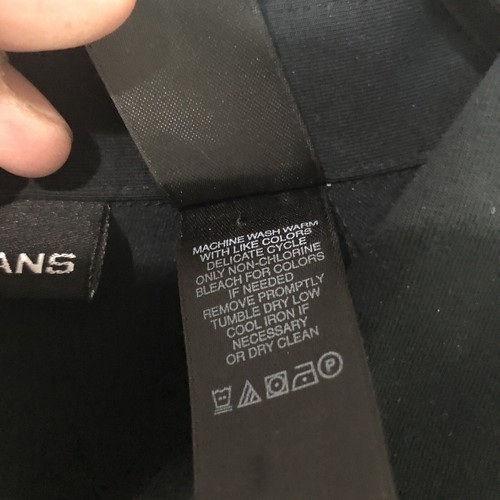 ANS
MACHINE WASH WARM
WITH LIKE COLORS
DELICATE CYCLE
ONLY NON-CHLORINE
BLEACH FOR COLORS
IF NEEDED
REMOVE PROMPTLY
TUMBLE DRY LOW
COOL IRON IF
NECESSARY
OR DRY CLEAN
P